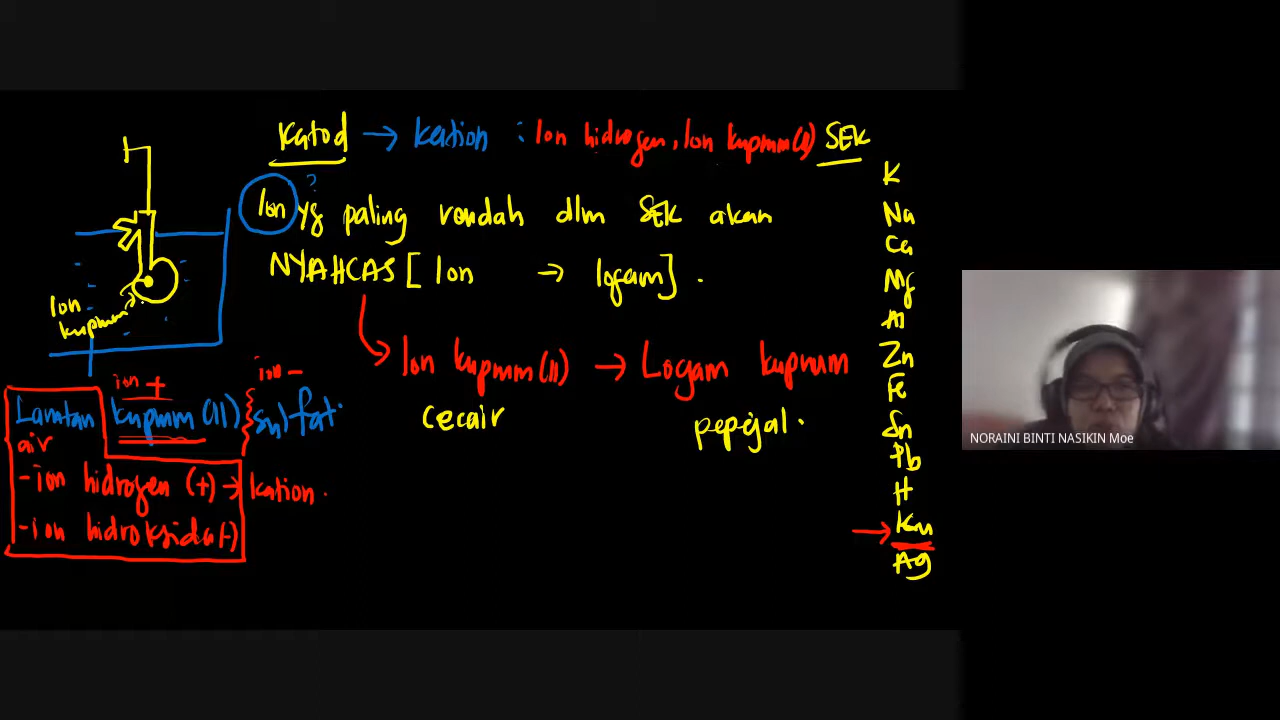 Katod → kation : Ion hidrogen, Ion kuprum(II) SEK
?
Ion yg paling rendah dlm SEK akan
NYAHCAS [Ion → logam].
Ion
kuprum
Ion kuprum(II) → Logam kuprum
cecair
pepejal.
ion +
ion -
Larutan kuprum(II) sulfat.
air
-ion hidrogen (+) → kation.
-ion hidroksida(-)
K
Na
Ca
Mg
Al
Zn
Fe
Sn
Pb
H
→ Ku
Ag
NORAINI BINTI NASIKIN Moe